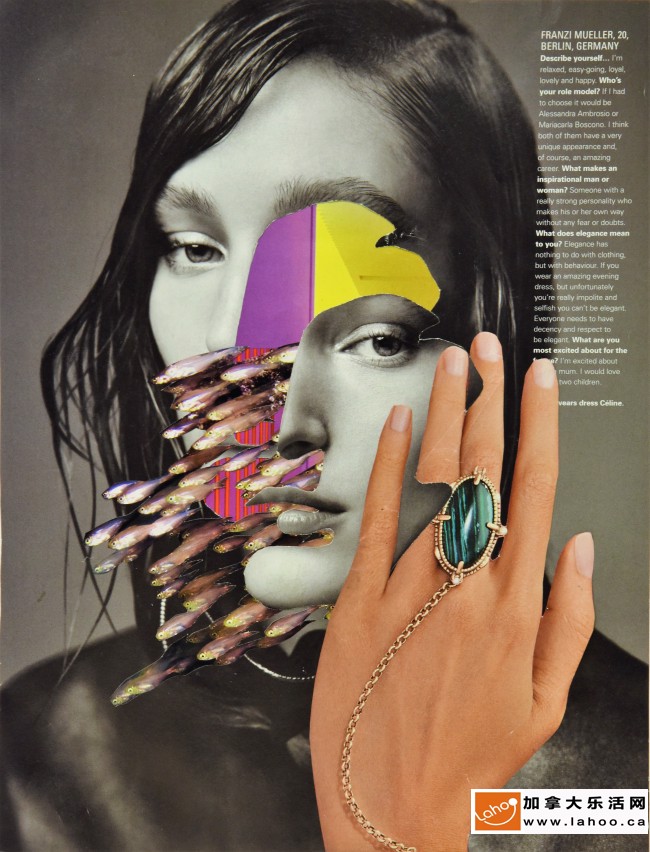 FRANZI MUELLER, 20,
BERLIN, GERMANY
Describe yourself... I'm
relaxed, easy-going, loyal,
lovely and happy. Who's
your role model? If I had
to choose it would be
Alessandra Ambrosio or
Mariacarla Boscono. I think
both of them have a very
unique appearance and,
of course, an amazing
career. What makes an
inspirational man or
woman? Someone with a
really strong personality who
makes his or her own way
without any fear or doubts.
What does elegance mean
to you? Elegance has
nothing to do with clothing,
but with behaviour. If you
wear an amazing evening
dress, but unfortunately
you're really impolite and
selfish you can't be elegant.
Everyone needs to have
decency and respect to
be elegant. What are you
most excited about for the
I'm excited about
mum. I would love
two children.
wears dress Céline.
Laho
加拿大乐活网
www.lahoo.ca